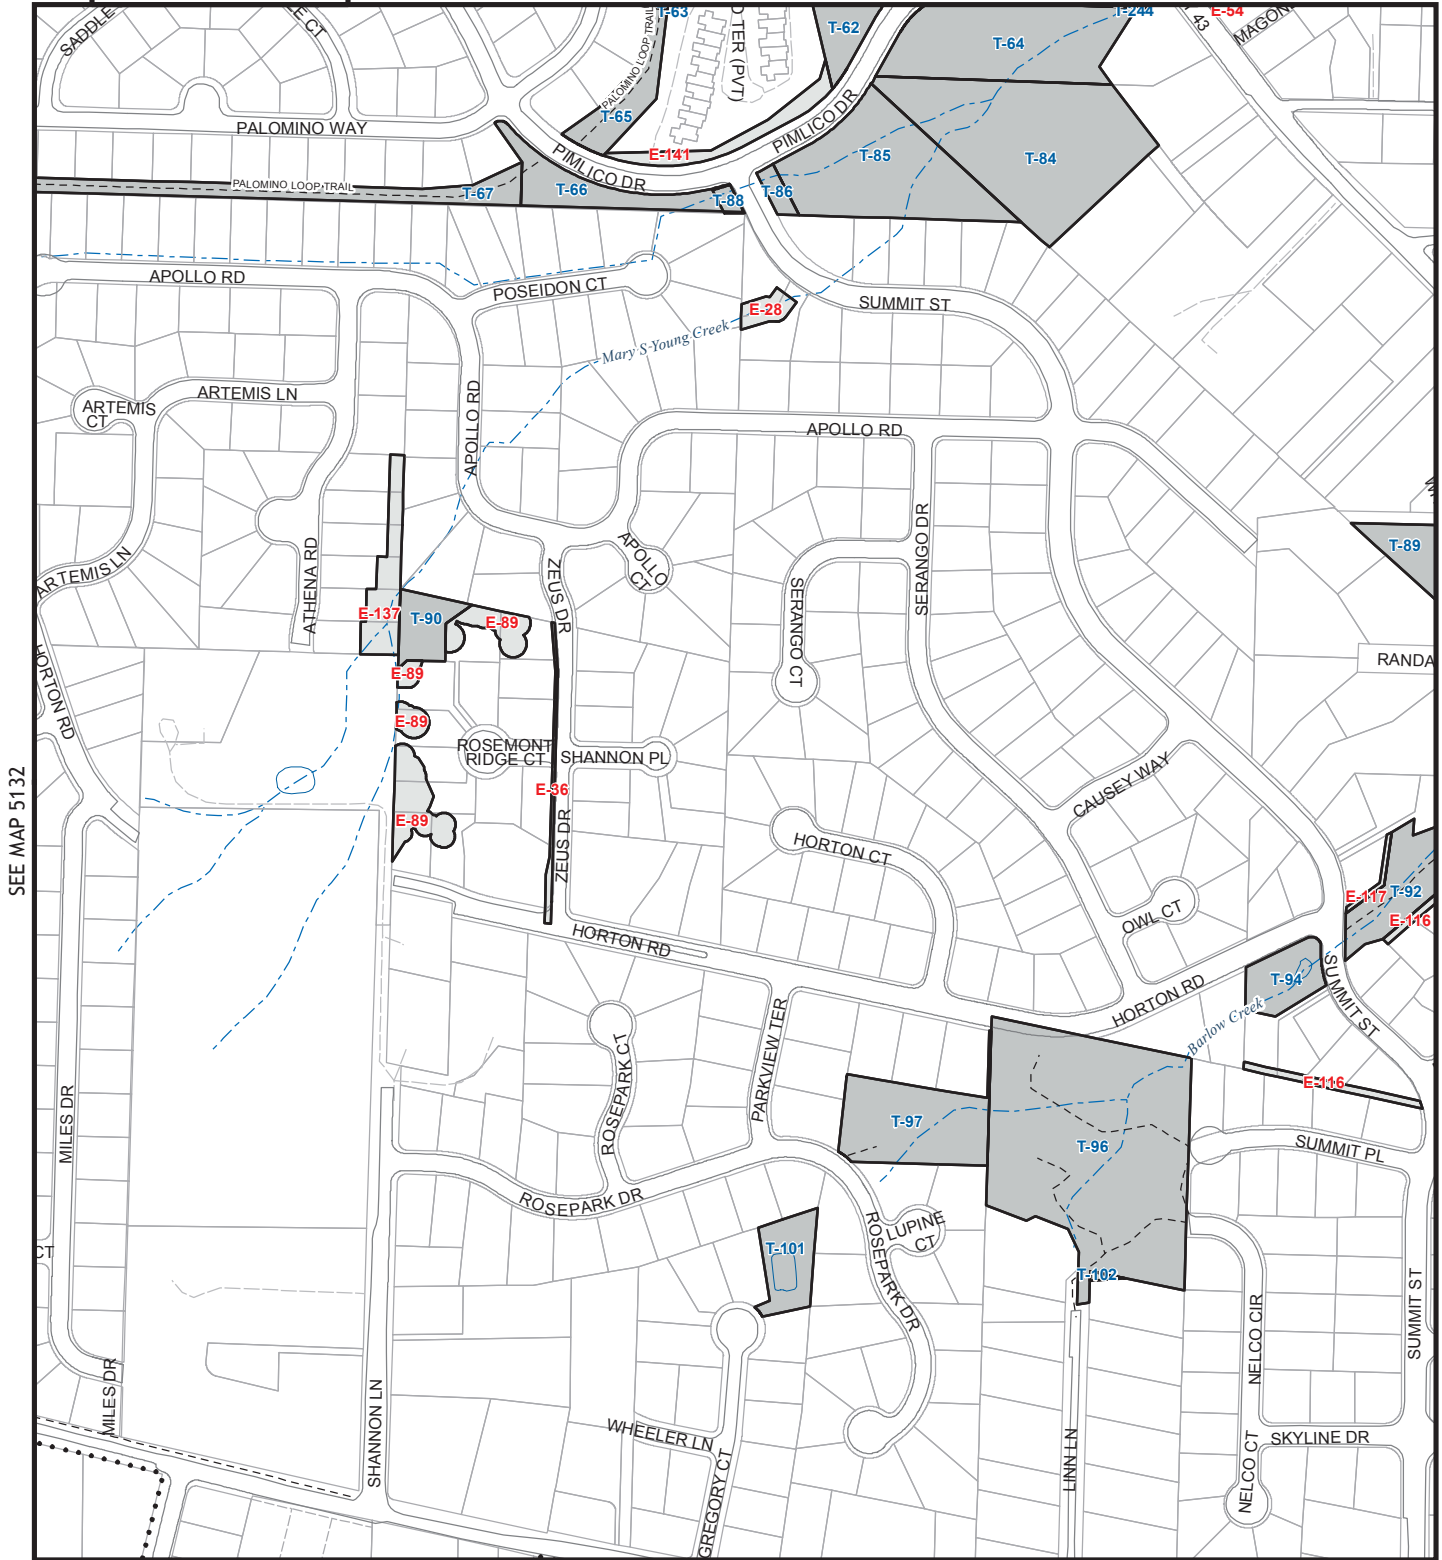 SADDLE
LE CT
PALOMINO LOOP TRAIL
T-63
O TER (PVT)
T-62
T-64
T-244
43
E-54
MAGON
PALOMINO LOOP TRAIL
T-65
PALOMINO WAY
PIMLICO DR
E-141
PIMLICO DR
T-85
T-84
PALOMINO LOOP TRAIL
T-67
T-66
T-88
T-86
APOLLO RD
POSEIDON CT
SUMMIT ST
E-28
Mary S Young Creek
ARTEMIS LN
ARTEMIS
CT
APOLLO RD
APOLLO RD
SERANGO DR
T-89
ARTEMIS LN
ATHENA RD
ZEUS DR
APOLLO
CT
SERANGO CT
E-137
T-90
E-89
HORTON RD
E-89
RANDA
E-89
ROSEMONT
RIDGE CT
SHANNON PL
E-36
CAUSEY WAY
SEE MAP 5132
E-89
ZEUS DR
HORTON CT
E-117
T-92
E-116
OWL CT
HORTON RD
HORTON RD
T-94
SUMMIT ST
Barlow Creek
PARKVIEW TER
ROSEPARK CT
E-116
MILES DR
T-97
T-96
SUMMIT PL
ROSEPARK DR
LUPINE
CT
ROSEPARK DR
CT
T-101
T-102
NELCO CIR
SUMMIT ST
MILES DR
SHANNON LN
WHEELER LN
GREGORY CT
LINN LN
NELCO CT
SKYLINE DR